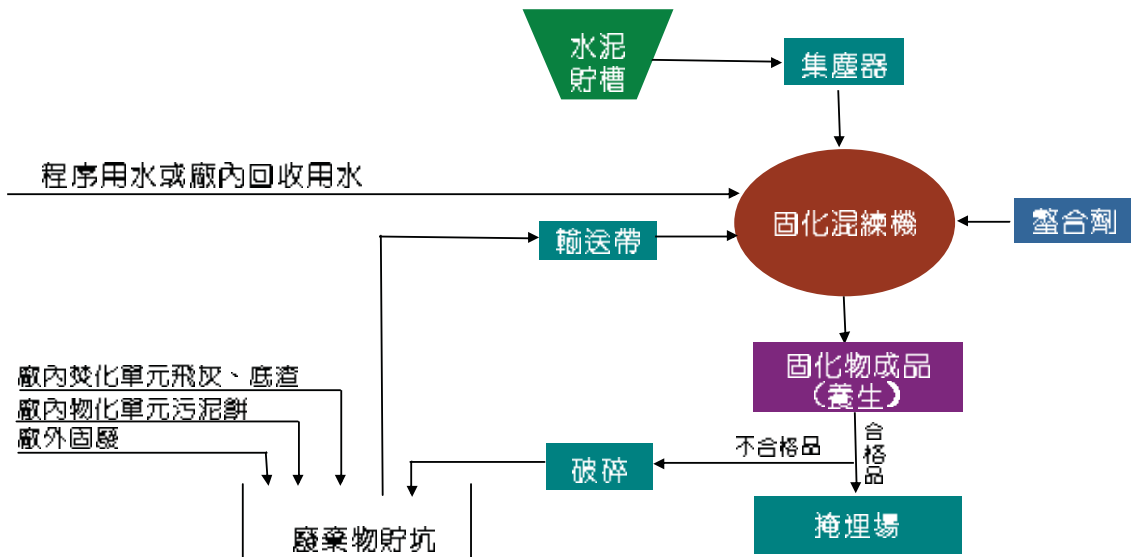 水泥
貯槽
集塵器
程序用水或廠內回收用水
固化混練機
螯合劑
輸送帶
固化物成品
(養生)
廠內焚化單元飛灰、底渣
廠內物化單元污泥餅
廠外固廢
不合格品
合格品
破碎
掩埋場
廢棄物貯坑